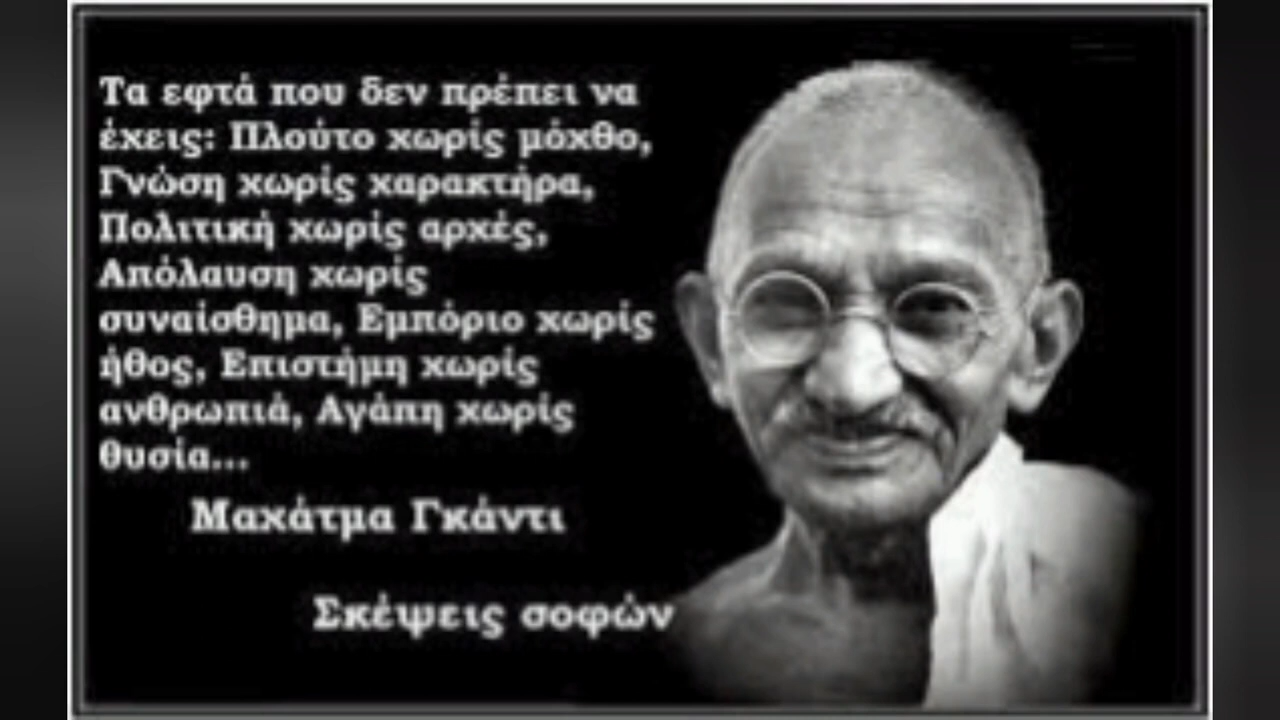 Τα εφτά που δεν πρέπει να
έχεις: Πλούτο χωρίς μόχθο,
Γνώση χωρίς χαρακτήρα,
Πολιτική χωρίς αρχές,
Απόλαυση χωρίς
συναίσθημα, Εμπόριο χωρίς
ήθος, Επιστήμη χωρίς
ανθρωπιά, Αγάπη χωρίς
θυσία...
Μαχάτμα Γκάντι
Σκέψεις σοφών